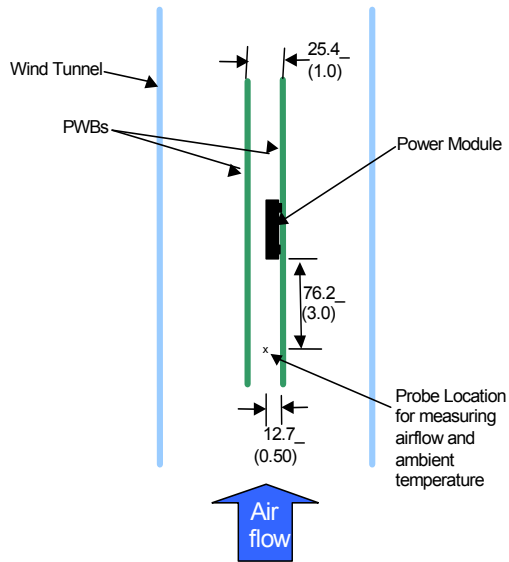 25.4_
(1.0)
Wind Tunnel
PWBs
Power Module
76.2_
(3.0)
x
Probe Location
for measuring
airflow and
ambient
temperature
12.7_
(0.50)
Air
flow